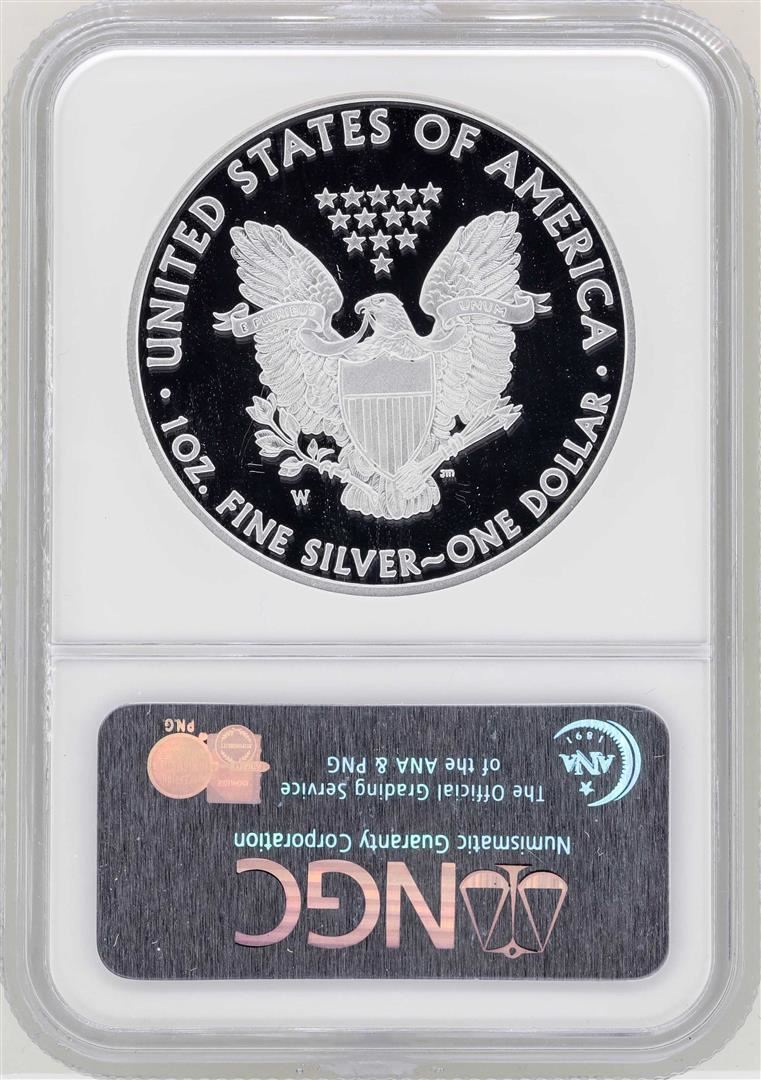 UNITED STATES OF AMERICA
E PLURIBUS UNUM
W
JM
1 OZ. FINE SILVER~ONE DOLLAR
NGC
Numismatic Guaranty Corporation
The Official Grading Service
of the ANA & PNG
ANA
1891
PNG